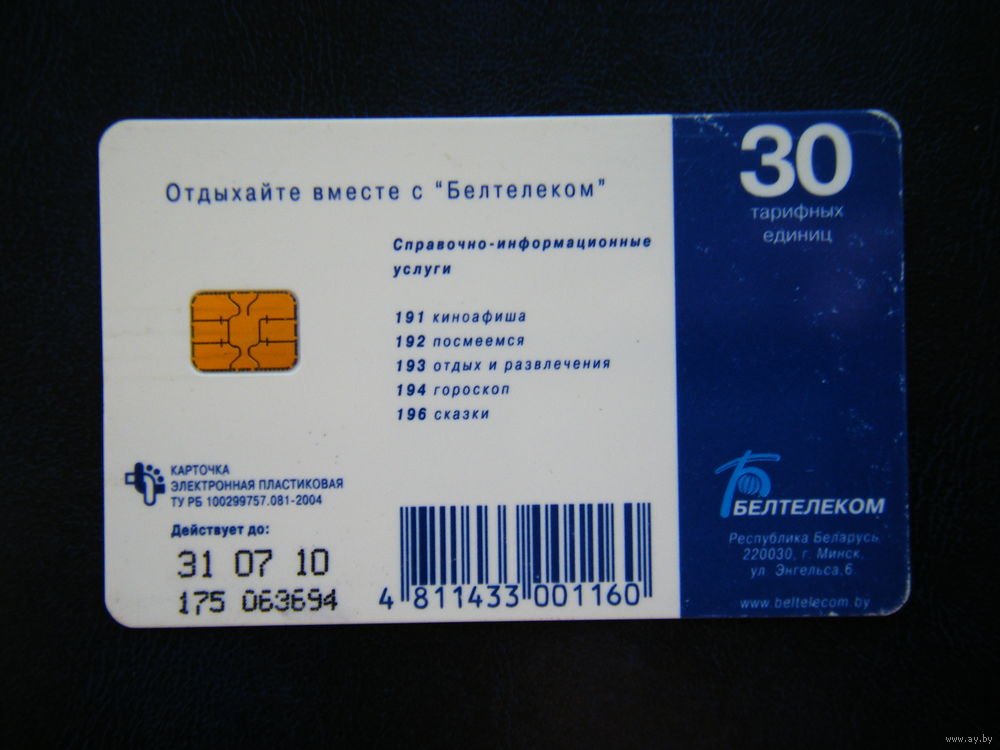 Отдыхайте вместе с "Белтелеком"
Справочно-информационные
услуги
191 киноафиша
192 посмеемся
193 отдых и развлечения
194 гороскоп
196 сказки
КАРТОЧКА
ЭЛЕКТРОННАЯ ПЛАСТИКОВАЯ
ТУ РБ 100299757.081-2004
Действует до:
31 07 10
175 063694
4 811433 001160
30
тарифных
единиц
БЕЛТЕЛЕКОМ
Республика Беларусь,
220030, г. Минск,
ул. Энгельса,6
www.beltelecom.by
www.ay.by